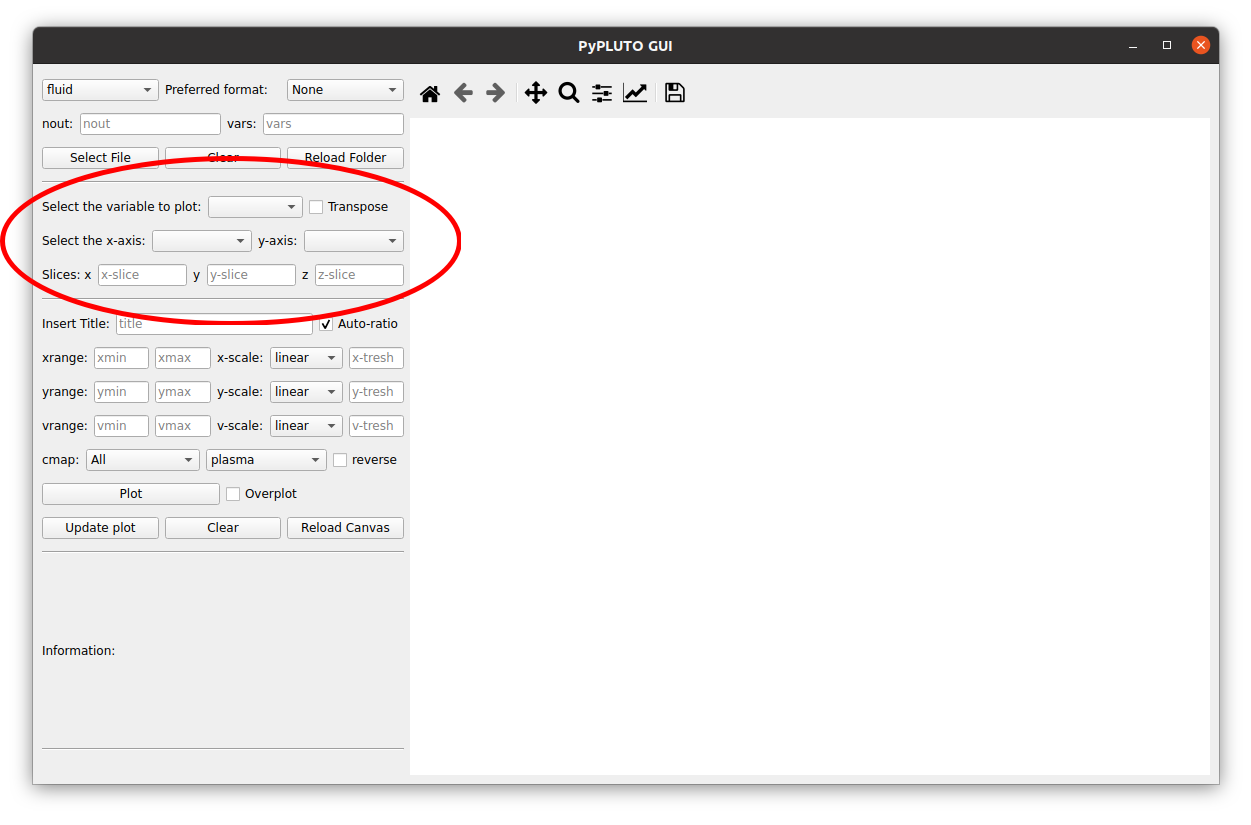 PyPLUTO GUI
fluid Preferred format: None
nout: nout vars: vars
Select File Clear Reload Folder
Select the variable to plot: Transpose
Select the x-axis: y-axis:
Slices: x x-slice y y-slice z z-slice
Insert Title: title Auto-ratio
xrange: xmin xmax x-scale: linear x-tresh
yrange: ymin ymax y-scale: linear y-tresh
vrange: vmin vmax v-scale: linear v-tresh
cmap: All plasma reverse
Plot Overplot
Update plot Clear Reload Canvas
Information: